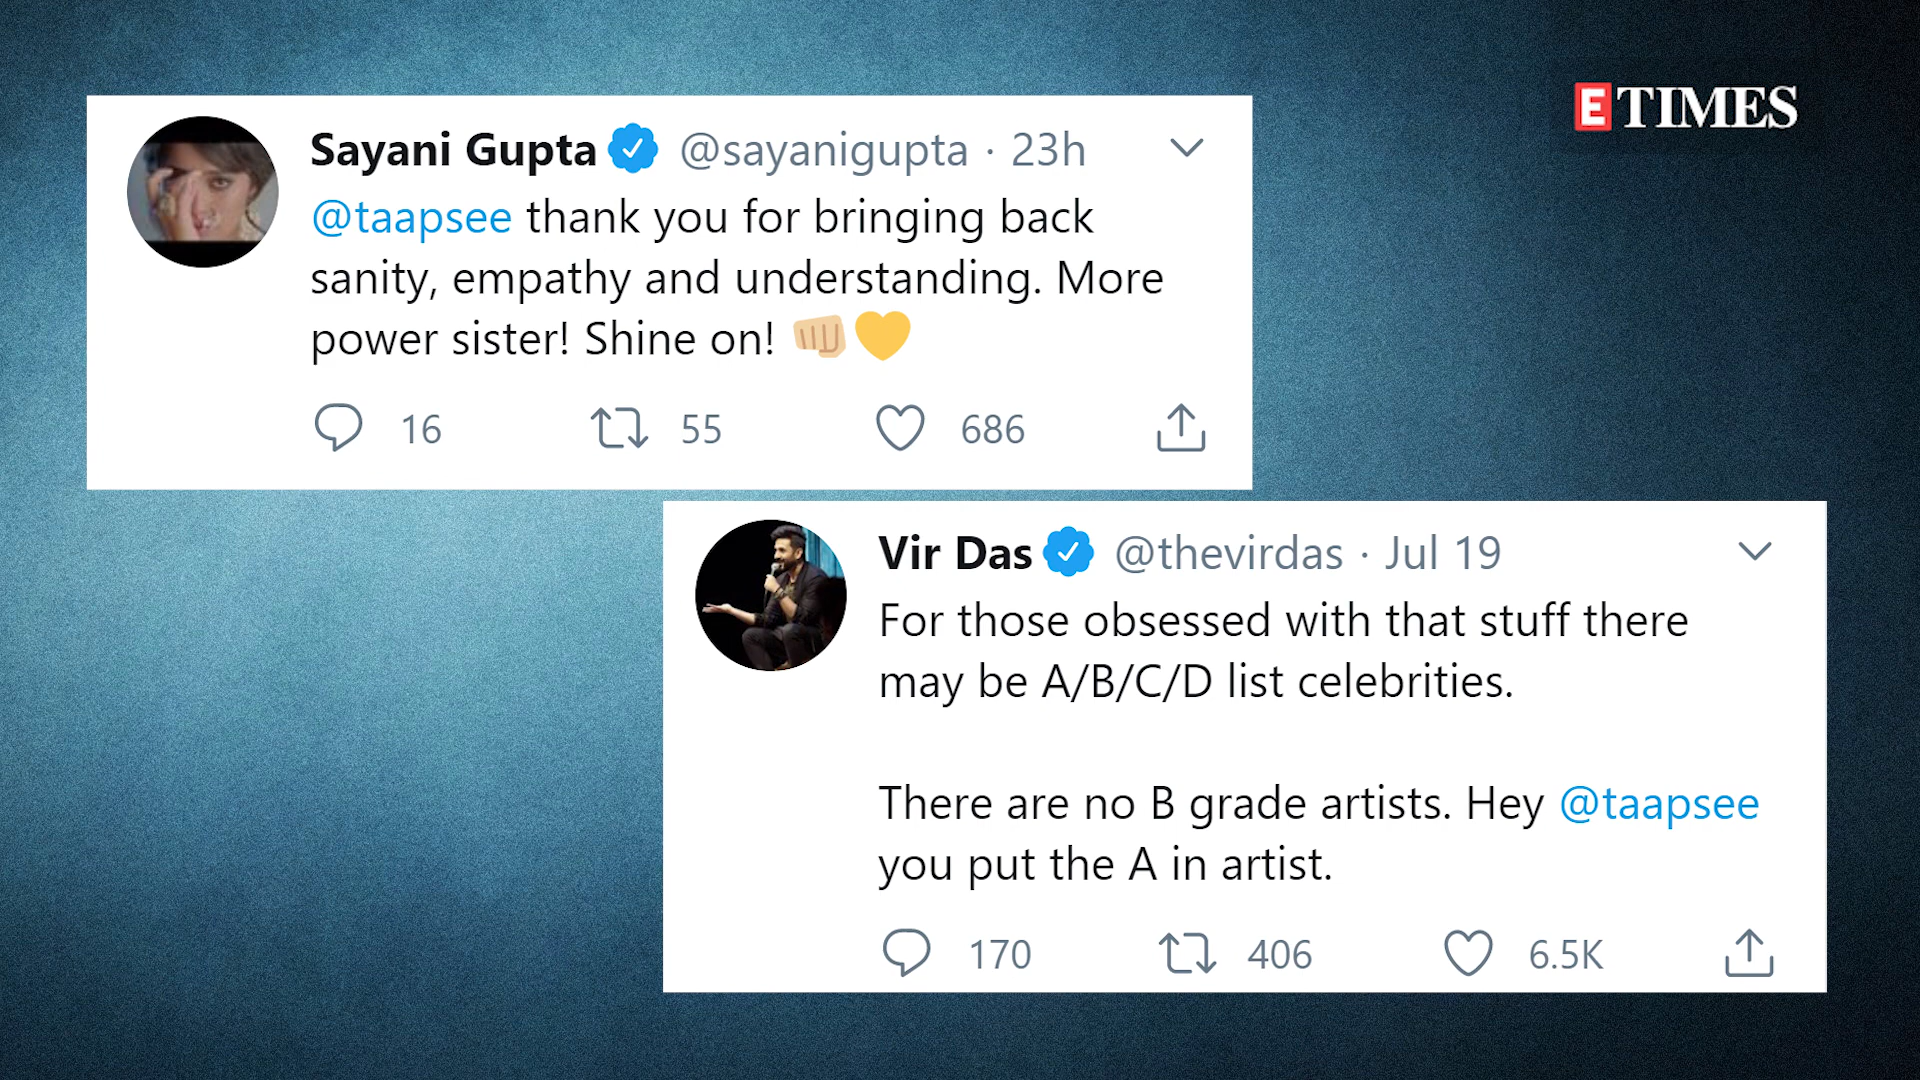 E TIMES
Sayani Gupta @sayanigupta · 23h
@taapsee thank you for bringing back
sanity, empathy and understanding. More
power sister! Shine on! 👊🏼💛
16 55 686
Vir Das @thevirdas · Jul 19
For those obsessed with that stuff there
may be A/B/C/D list celebrities.
There are no B grade artists. Hey @taapsee
you put the A in artist.
170 406 6.5K